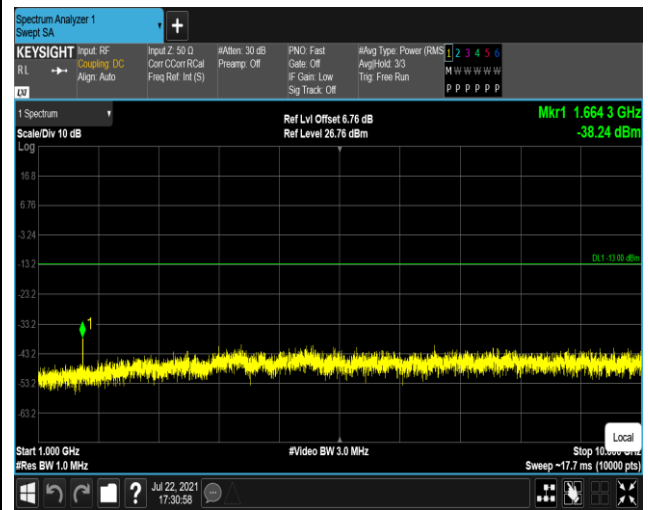 Spectrum Analyzer 1
Swept SA
+
KEYSIGHT
RL
LXI
Input: RF
Coupling: DC
Align: Auto
Input Z: 50 Ω
Corr CCorr RCal
Freq Ref: Int (S)
#Atten: 30 dB
Preamp: Off
PNO: Fast
Gate: Off
IF Gain: Low
Sig Track: Off
#Avg Type: Power (RMS
Avg|Hold: 3/3
Trig: Free Run
1 2 3 4 5 6
M W W W W W
P P P P P P
1 Spectrum
Scale/Div 10 dB
Ref Lvl Offset 6.76 dB
Ref Level 26.76 dBm
Mkr1 1.664 3 GHz
-38.24 dBm
Log
16.8
6.76
-3.24
-13.2
DL1 -13.00 dBm
-23.2
-33.2
1
-43.2
-53.2
-63.2
Local
Start 1.000 GHz
#Video BW 3.0 MHz
Stop 10.000 GHz
#Res BW 1.0 MHz
Sweep ~17.7 ms (10000 pts)
?
Jul 22, 2021
17:30:58